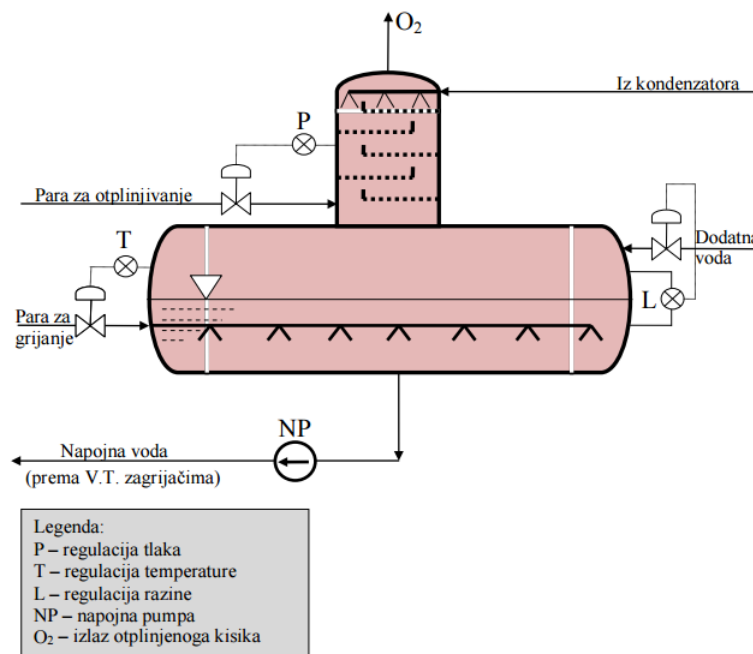 O₂
Iz kondenzatora
P
Para za otplinjivanje
T
Dodatna
voda
L
Para za
grijanje
NP
Napojna voda
(prema V.T. zagrijačima)
Legenda:
P – regulacija tlaka
T – regulacija temperature
L – regulacija razine
NP – napojna pumpa
O₂ – izlaz otplinjenoga kisika